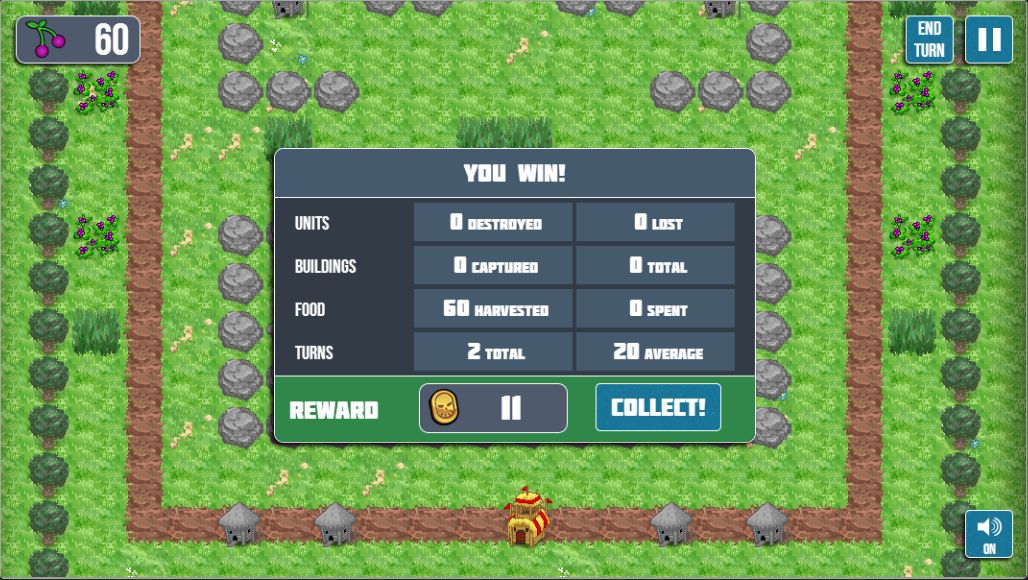 60
END
TURN
YOU WIN!
UNITS 0 DESTROYED 0 LOST
BUILDINGS 0 CAPTURED 0 TOTAL
FOOD 60 HARVESTED 0 SPENT
TURNS 2 TOTAL 20 AVERAGE
REWARD 11 COLLECT!
ON